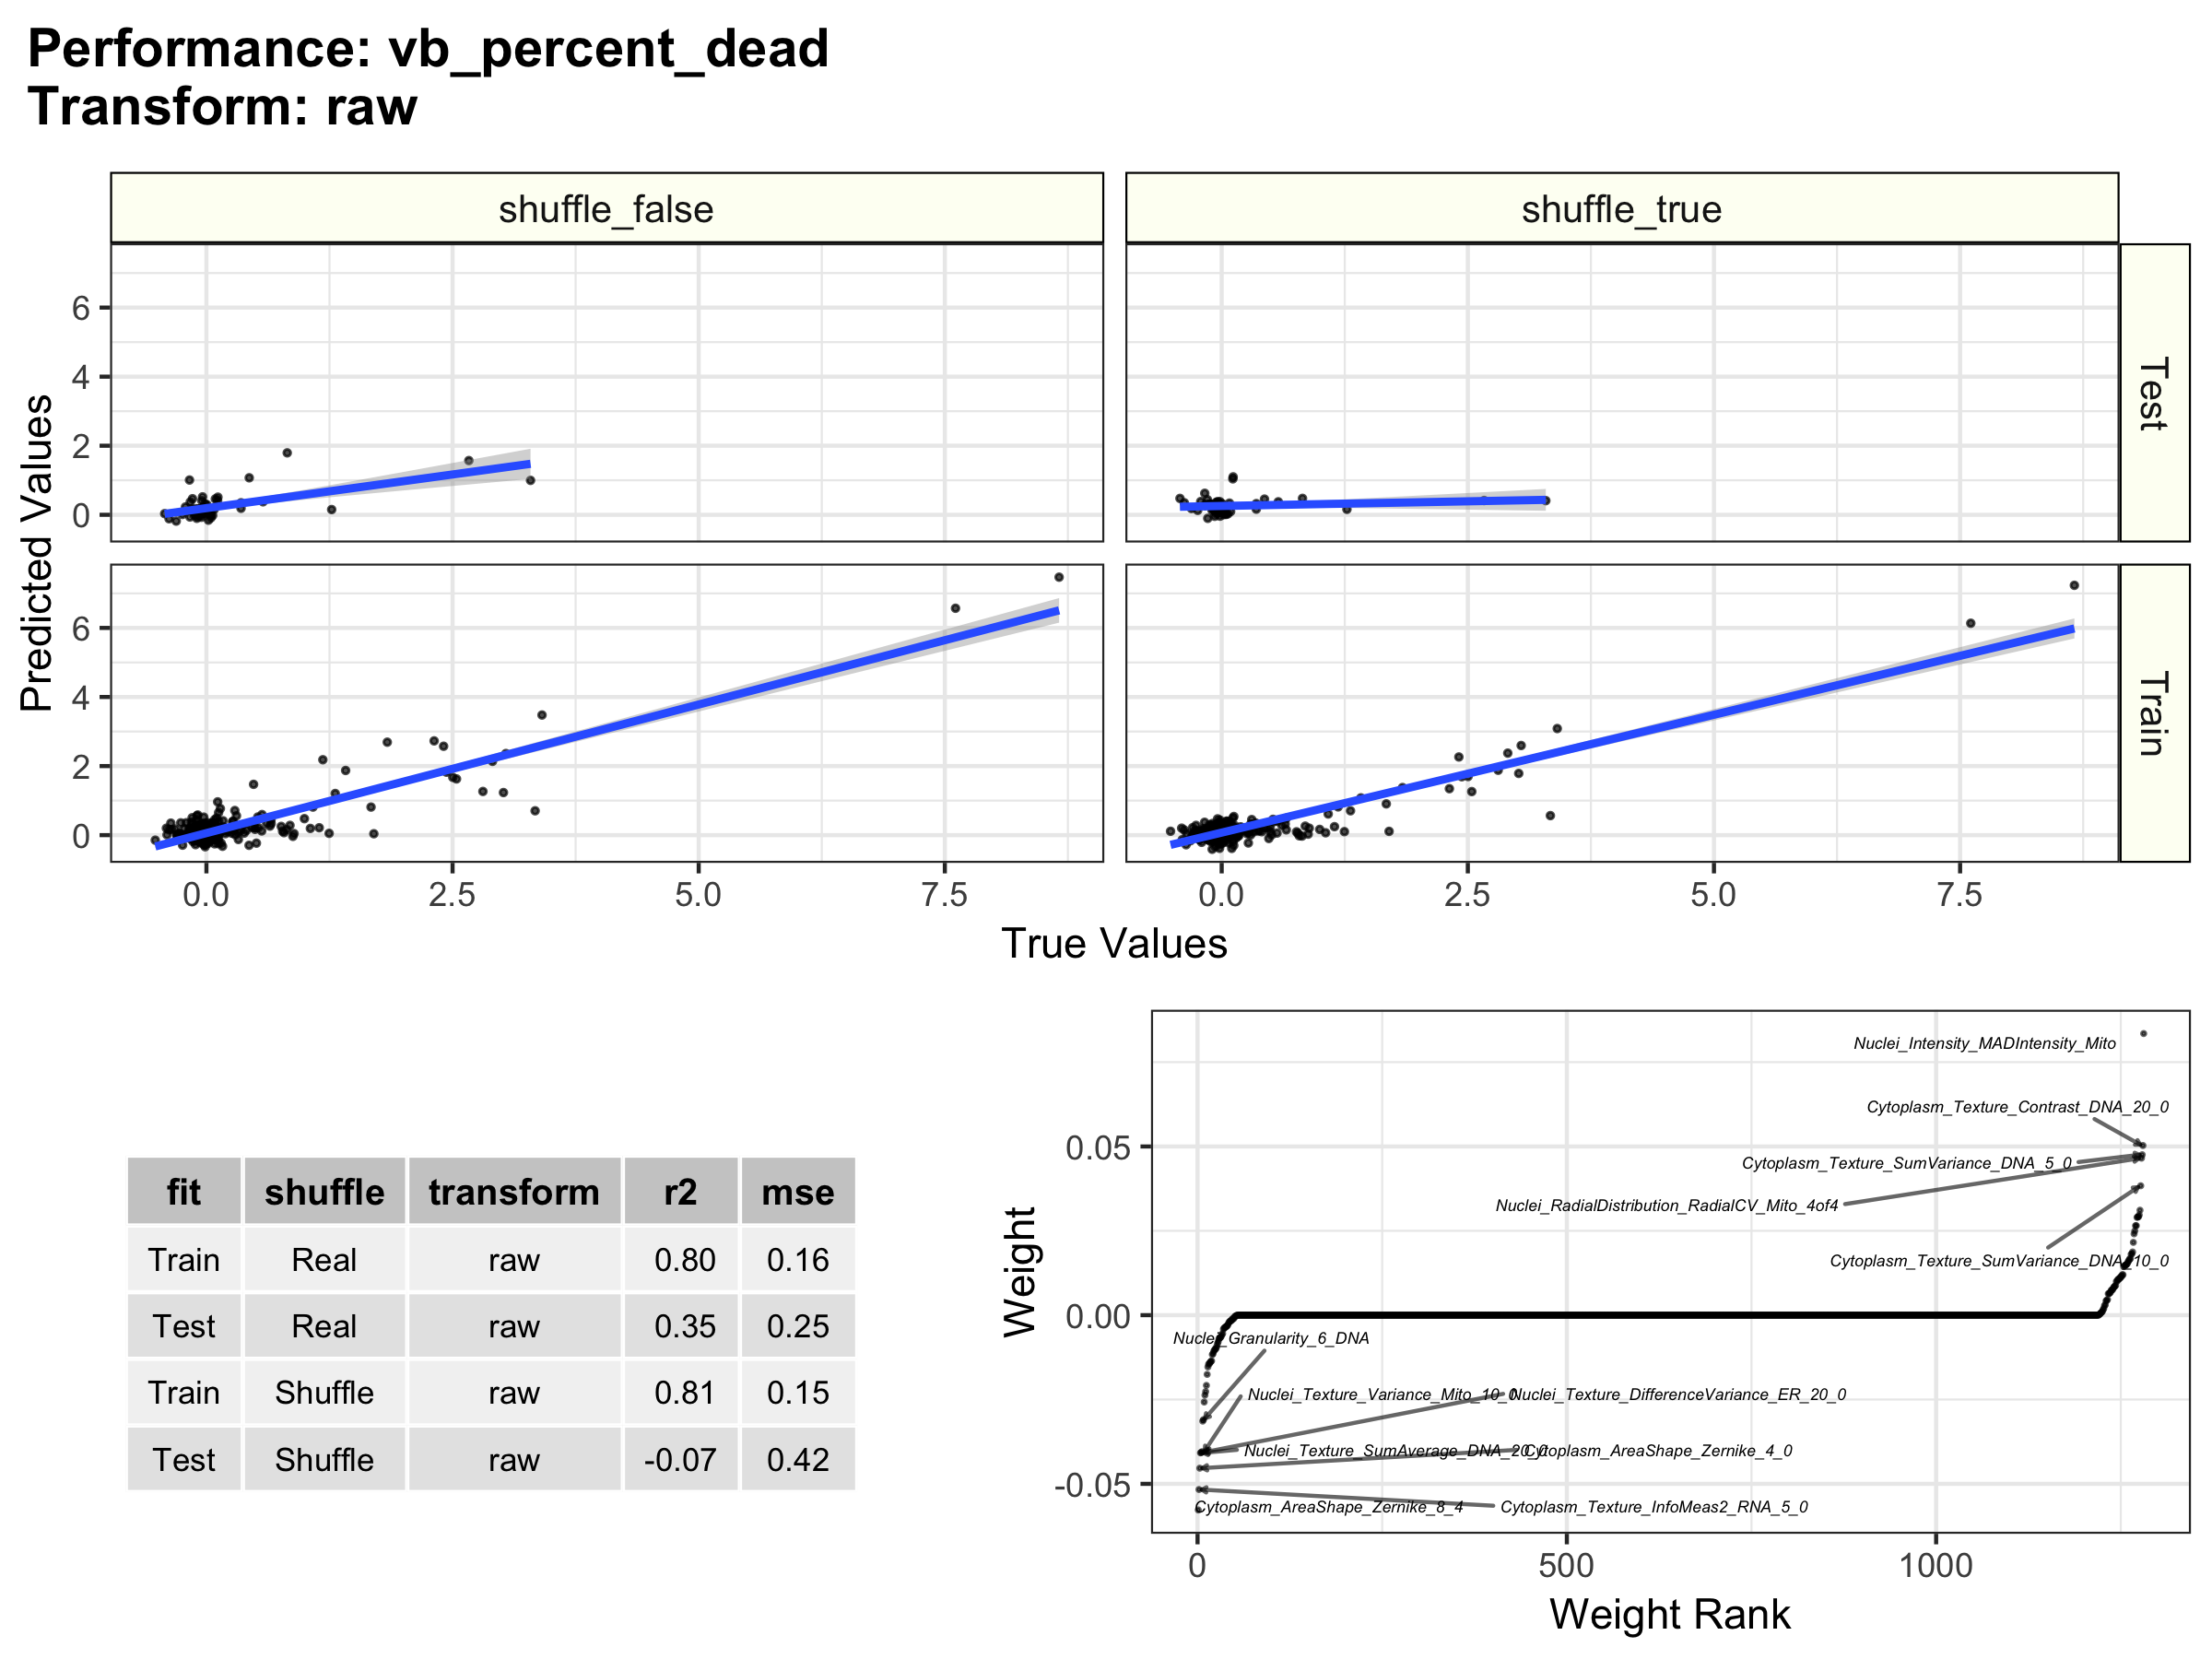 Performance: vb_percent_dead
Transform: raw
shuffle_false
shuffle_true
Test
Train
Predicted Values
6
4
2
0
6
4
2
0
0.0 2.5 5.0 7.5
0.0 2.5 5.0 7.5
True Values
fit shuffle transform r2 mse
Train Real raw 0.80 0.16
Test Real raw 0.35 0.25
Train Shuffle raw 0.81 0.15
Test Shuffle raw -0.07 0.42
Weight
0.05
0.00
-0.05
Nuclei_Intensity_MADIntensity_Mito
Cytoplasm_Texture_Contrast_DNA_20_0
Cytoplasm_Texture_SumVariance_DNA_5_0
Nuclei_RadialDistribution_RadialCV_Mito_4of4
Cytoplasm_Texture_SumVariance_DNA_10_0
Nuclei_Granularity_6_DNA
Nuclei_Texture_Variance_Mito_10_0
Nuclei_Texture_DifferenceVariance_ER_20_0
Nuclei_Texture_SumAverage_DNA_20_0
Cytoplasm_AreaShape_Zernike_4_0
Cytoplasm_AreaShape_Zernike_8_4
Cytoplasm_Texture_InfoMeas2_RNA_5_0
0 500 1000
Weight Rank